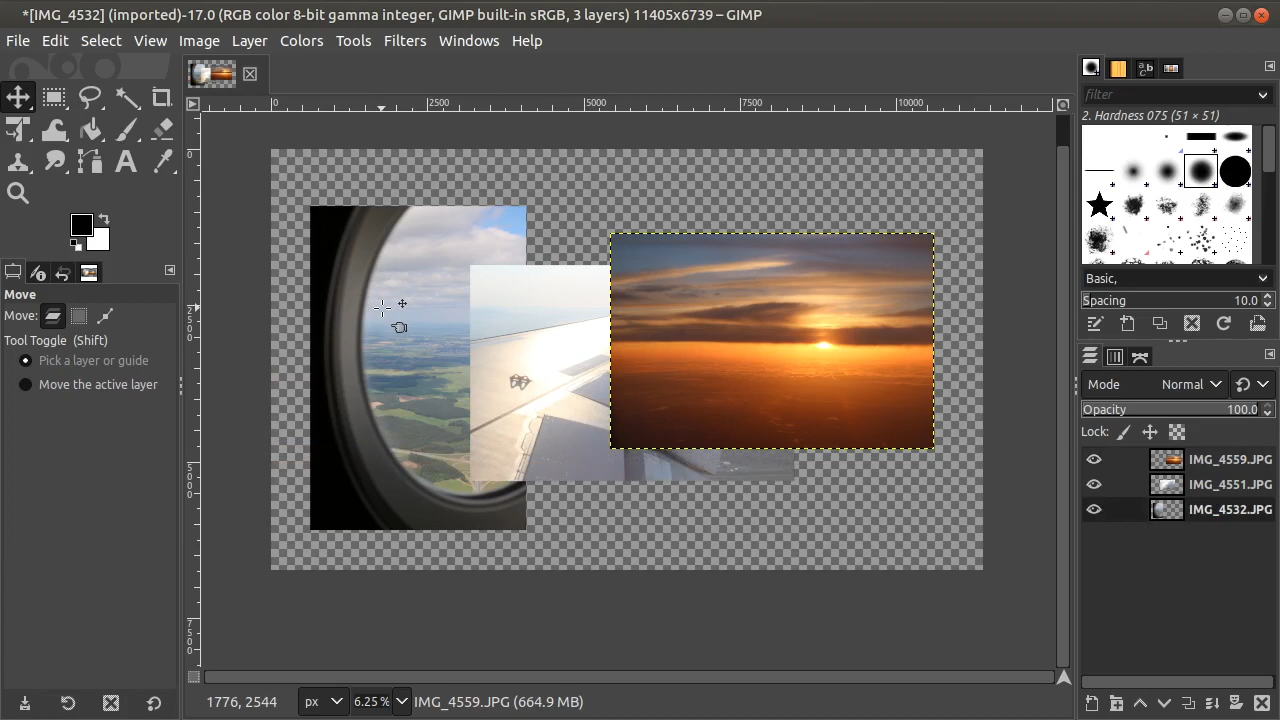 *[IMG_4532] (imported)-17.0 (RGB color 8-bit gamma integer, GIMP built-in sRGB, 3 layers) 11405x6739 – GIMP
File Edit Select View Image Layer Colors Tools Filters Windows Help
0 2500 5000 7500 10000
filter
2. Hardness 075 (51 × 51)
0
2500
5000
7500
Basic,
Spacing 10.0
Move
Move:
Tool Toggle (Shift)
Pick a layer or guide
Move the active layer
Mode Normal
Opacity 100.0
Lock:
IMG_4559.JPG
IMG_4551.JPG
IMG_4532.JPG
1776, 2544 px 6.25 % IMG_4559.JPG (664.9 MB)